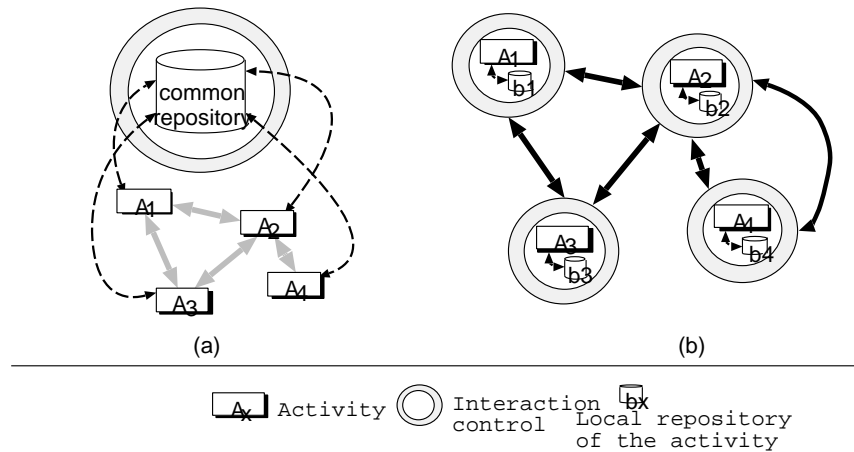 common
repository
A1
A2
A3
A4
(a)
A1
b1
A2
b2
A3
b3
A4
b4
(b)
Ax Activity
Interaction
control
bx
Local repository
of the activity